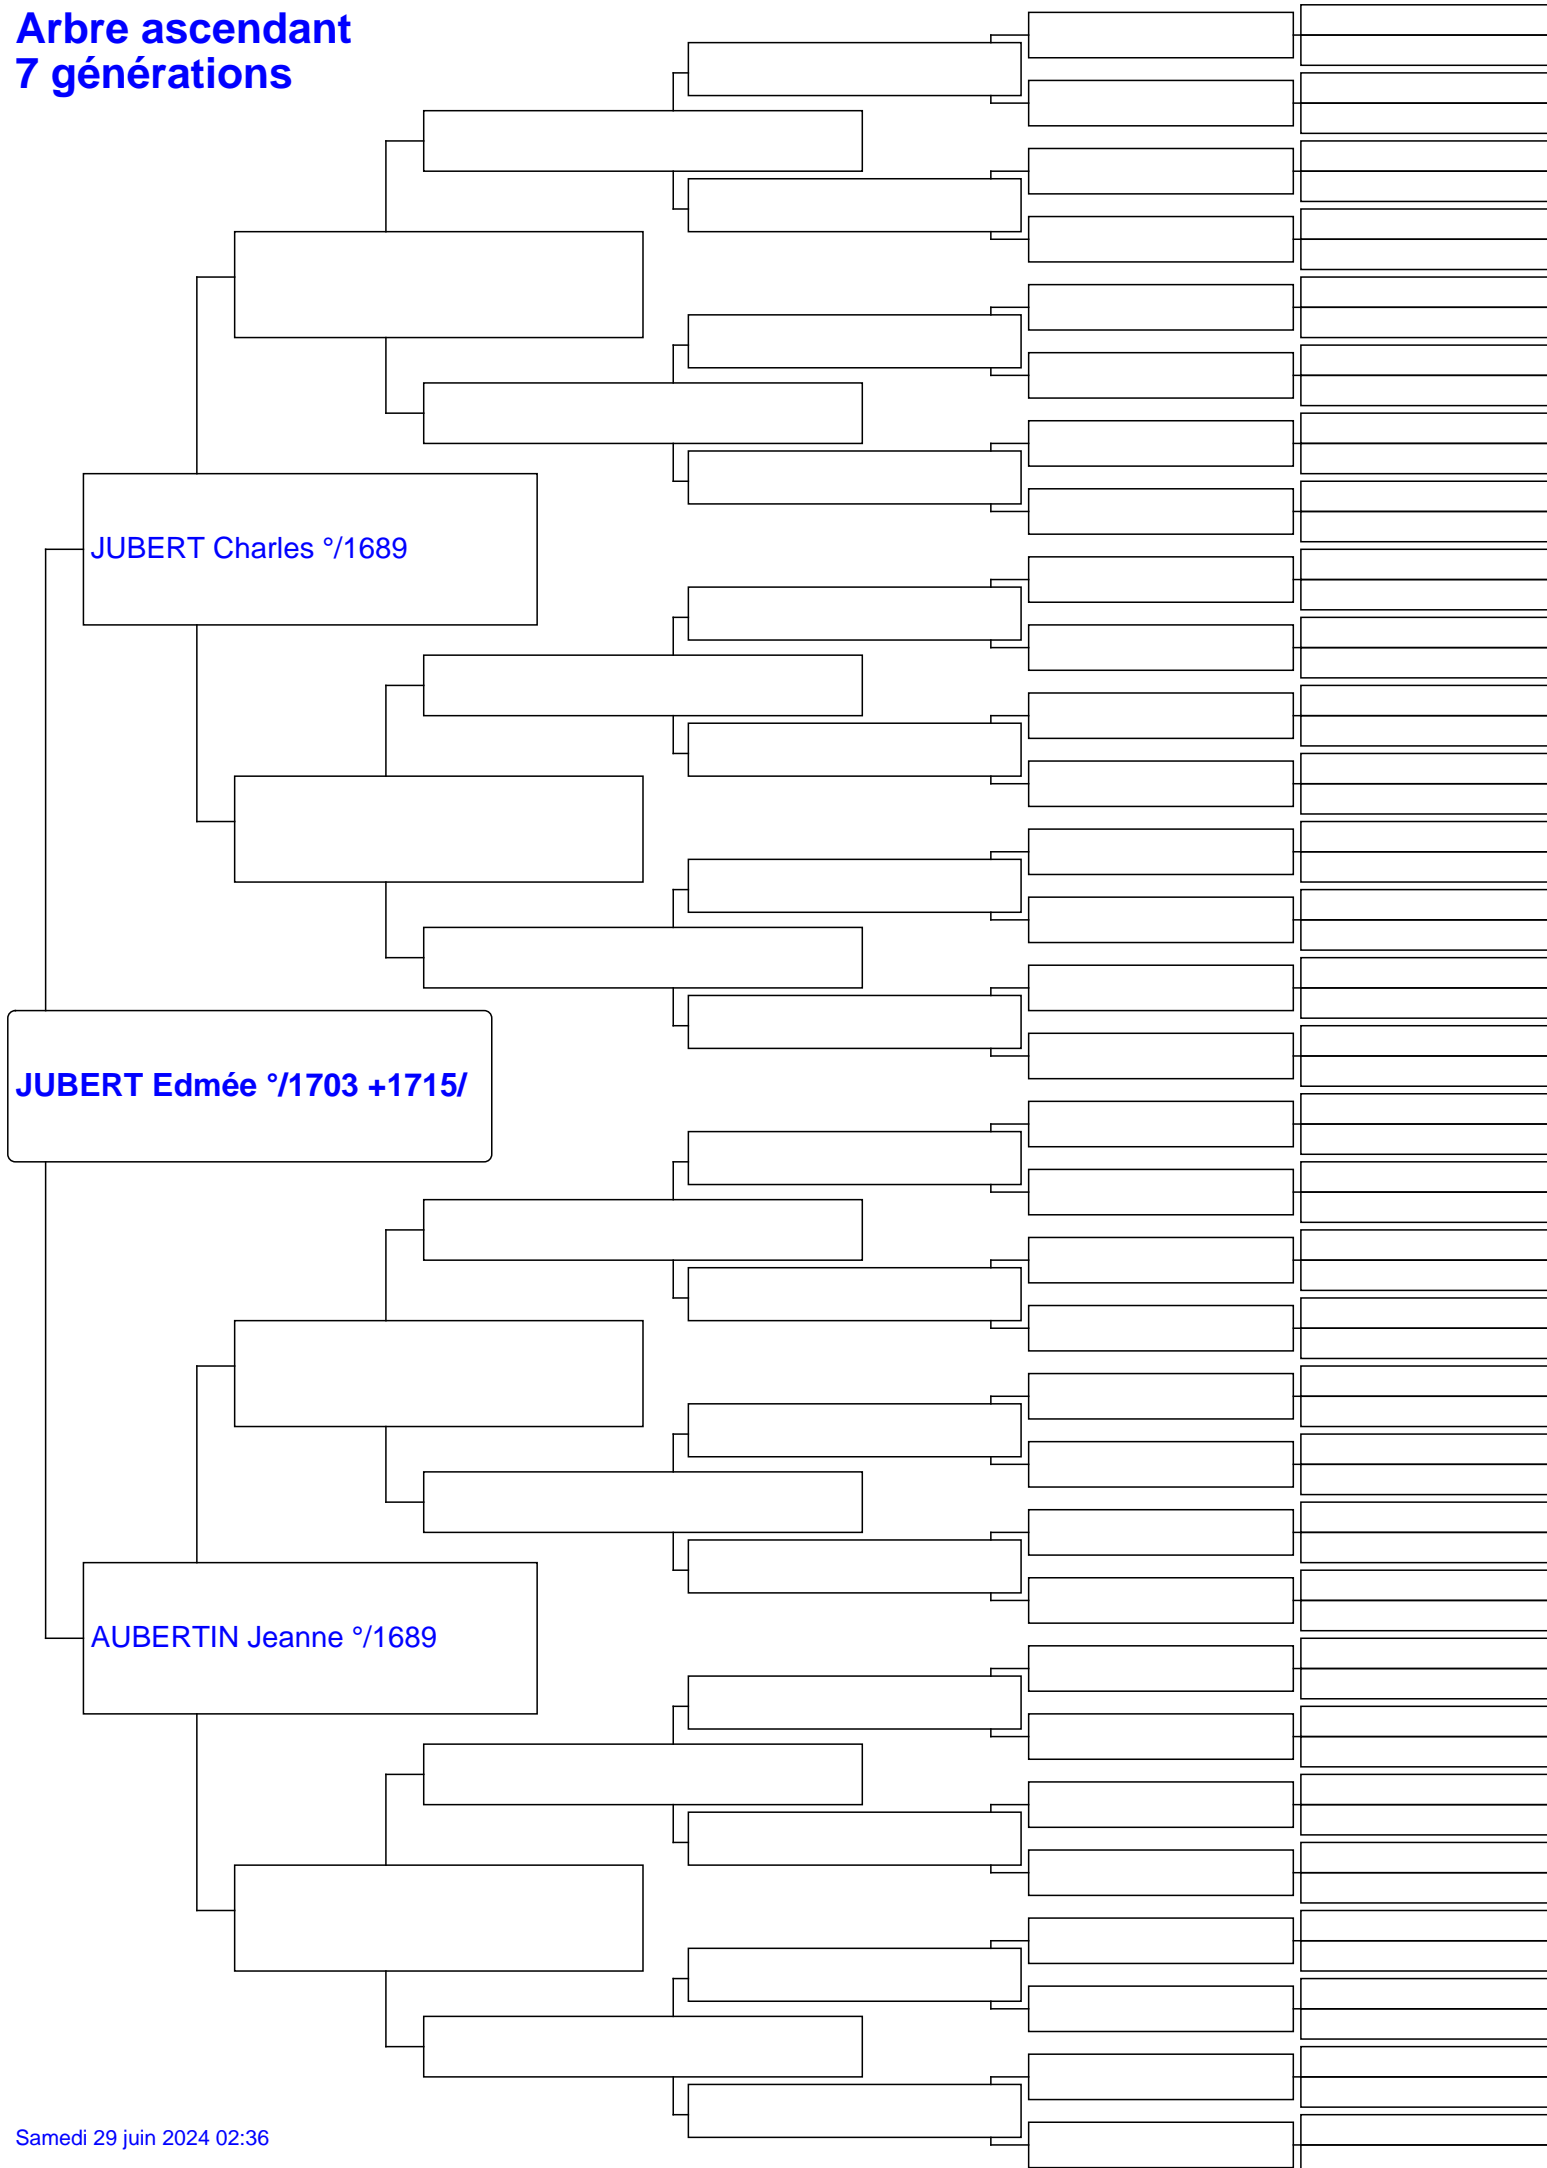 Arbre ascendant
7 générations
JUBERT Charles °/1689
JUBERT Edmée °/1703 +1715/
AUBERTIN Jeanne °/1689
Samedi 29 juin 2024 02:36